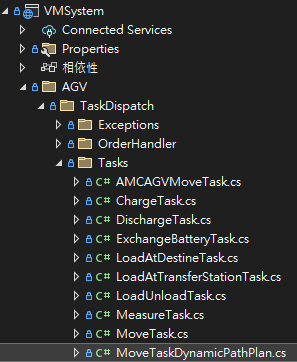 VMSystem
Connected Services
Properties
相依性
AGV
TaskDispatch
Exceptions
OrderHandler
Tasks
C# AMCAGVMoveTask.cs
C# ChargeTask.cs
C# DischargeTask.cs
C# ExchangeBatteryTask.cs
C# LoadAtDestineTask.cs
C# LoadAtTransferStationTask.cs
C# LoadUnloadTask.cs
C# MeasureTask.cs
C# MoveTask.cs
C# MoveTaskDynamicPathPlan.cs